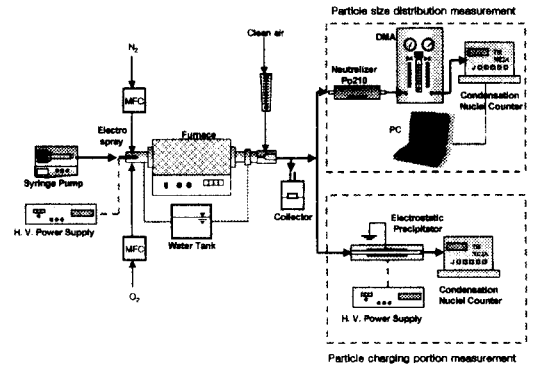 Particle size distribution measurement
Clean air
N2
DMA
Neutrelizer
Po210
MFC
Electro
spray
Furnace
Condensation
Nuclei Counter
PC
Syringe Pump
Collector
H. V. Power Supply
Water Tank
MFC
O2
Electrostatic
Precipitator
Condensation
Nuclei Counter
H. V. Power Supply
Particle charging portion measurement